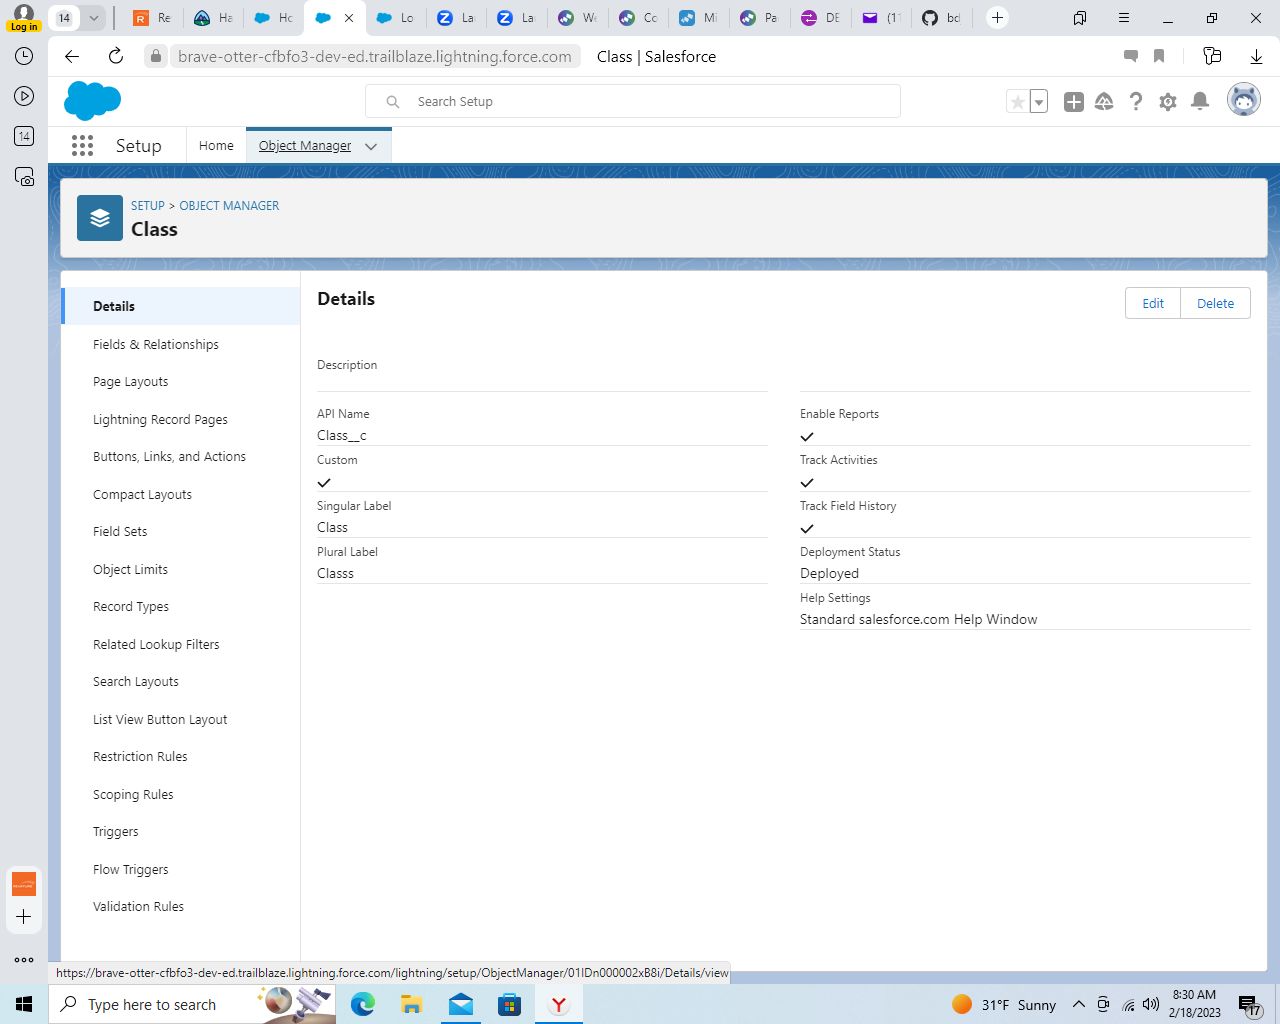 14
Re
Ha
Ho
Lo
La
La
We
Co
Mi
Pa
DE
(1
bd
Log in
brave-otter-cfbfo3-dev-ed.trailblaze.lightning.force.com
Class | Salesforce
14
Search Setup
Setup
Home
Object Manager
SETUP > OBJECT MANAGER
Class
Details
Fields & Relationships
Page Layouts
Lightning Record Pages
Buttons, Links, and Actions
Compact Layouts
Field Sets
Object Limits
Record Types
Related Lookup Filters
Search Layouts
List View Button Layout
Restriction Rules
Scoping Rules
Triggers
Flow Triggers
Validation Rules
Details
Edit
Delete
Description
API Name
Class__c
Custom
Singular Label
Class
Plural Label
Classs
Enable Reports
Track Activities
Track Field History
Deployment Status
Deployed
Help Settings
Standard salesforce.com Help Window
https://brave-otter-cfbfo3-dev-ed.trailblaze.lightning.force.com/lightning/setup/ObjectManager/01IDn000002xB8i/Details/view
Type here to search
31°F Sunny
8:30 AM
2/18/2023
17